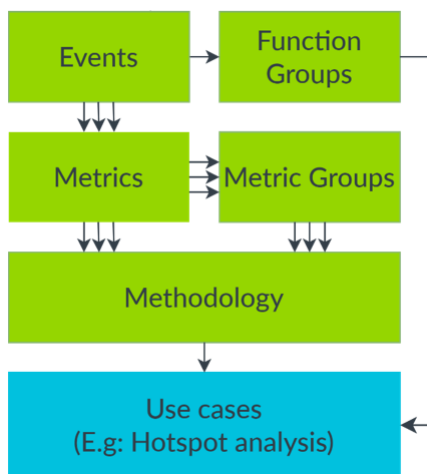 Events
Function
Groups
Metrics
Metric Groups
Methodology
Use cases
(E.g: Hotspot analysis)